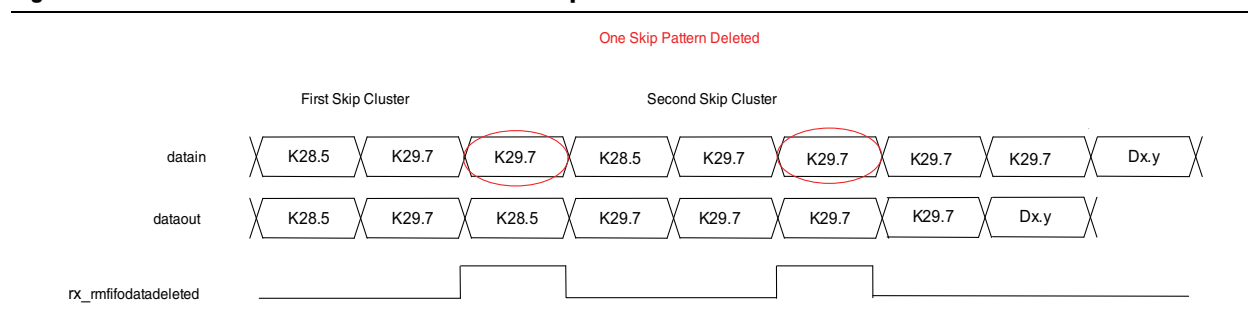 One Skip Pattern Deleted
First Skip Cluster Second Skip Cluster
datain K28.5 K29.7 K29.7 K28.5 K29.7 K29.7 K29.7 K29.7 Dx.y
dataout K28.5 K29.7 K28.5 K29.7 K29.7 K29.7 K29.7 Dx.y
rx_rmfifodatadeleted